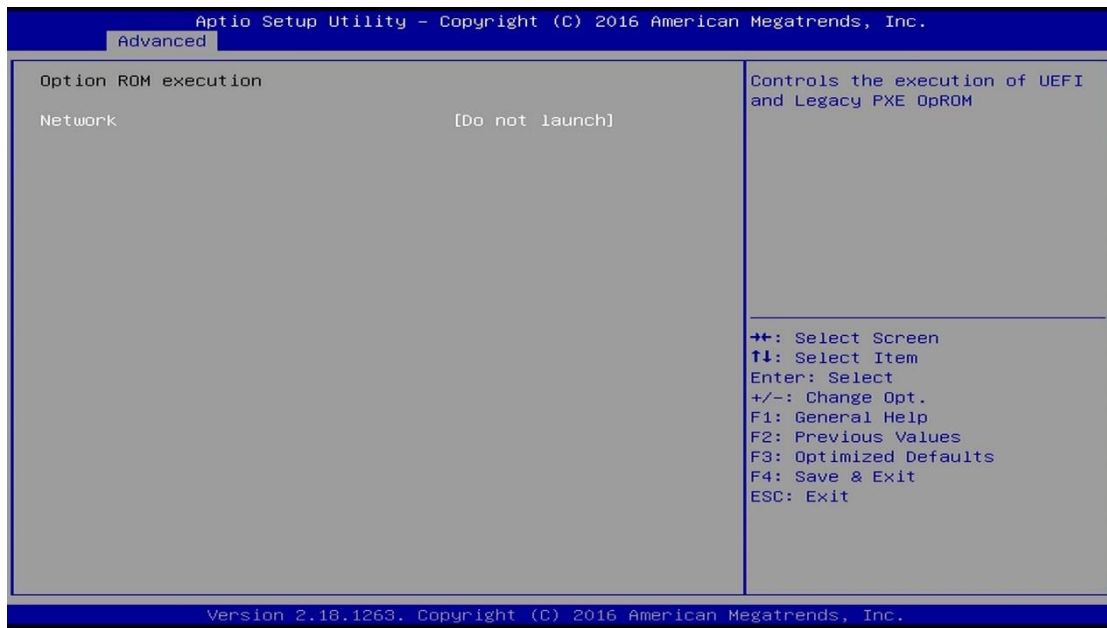 Aptio Setup Utility – Copyright (C) 2016 American Megatrends, Inc.
Advanced
Option ROM execution
Network [Do not launch]
Controls the execution of UEFI
and Legacy PXE OpROM
→←: Select Screen
↑↓: Select Item
Enter: Select
+/-: Change Opt.
F1: General Help
F2: Previous Values
F3: Optimized Defaults
F4: Save & Exit
ESC: Exit
Version 2.18.1263. Copyright (C) 2016 American Megatrends, Inc.